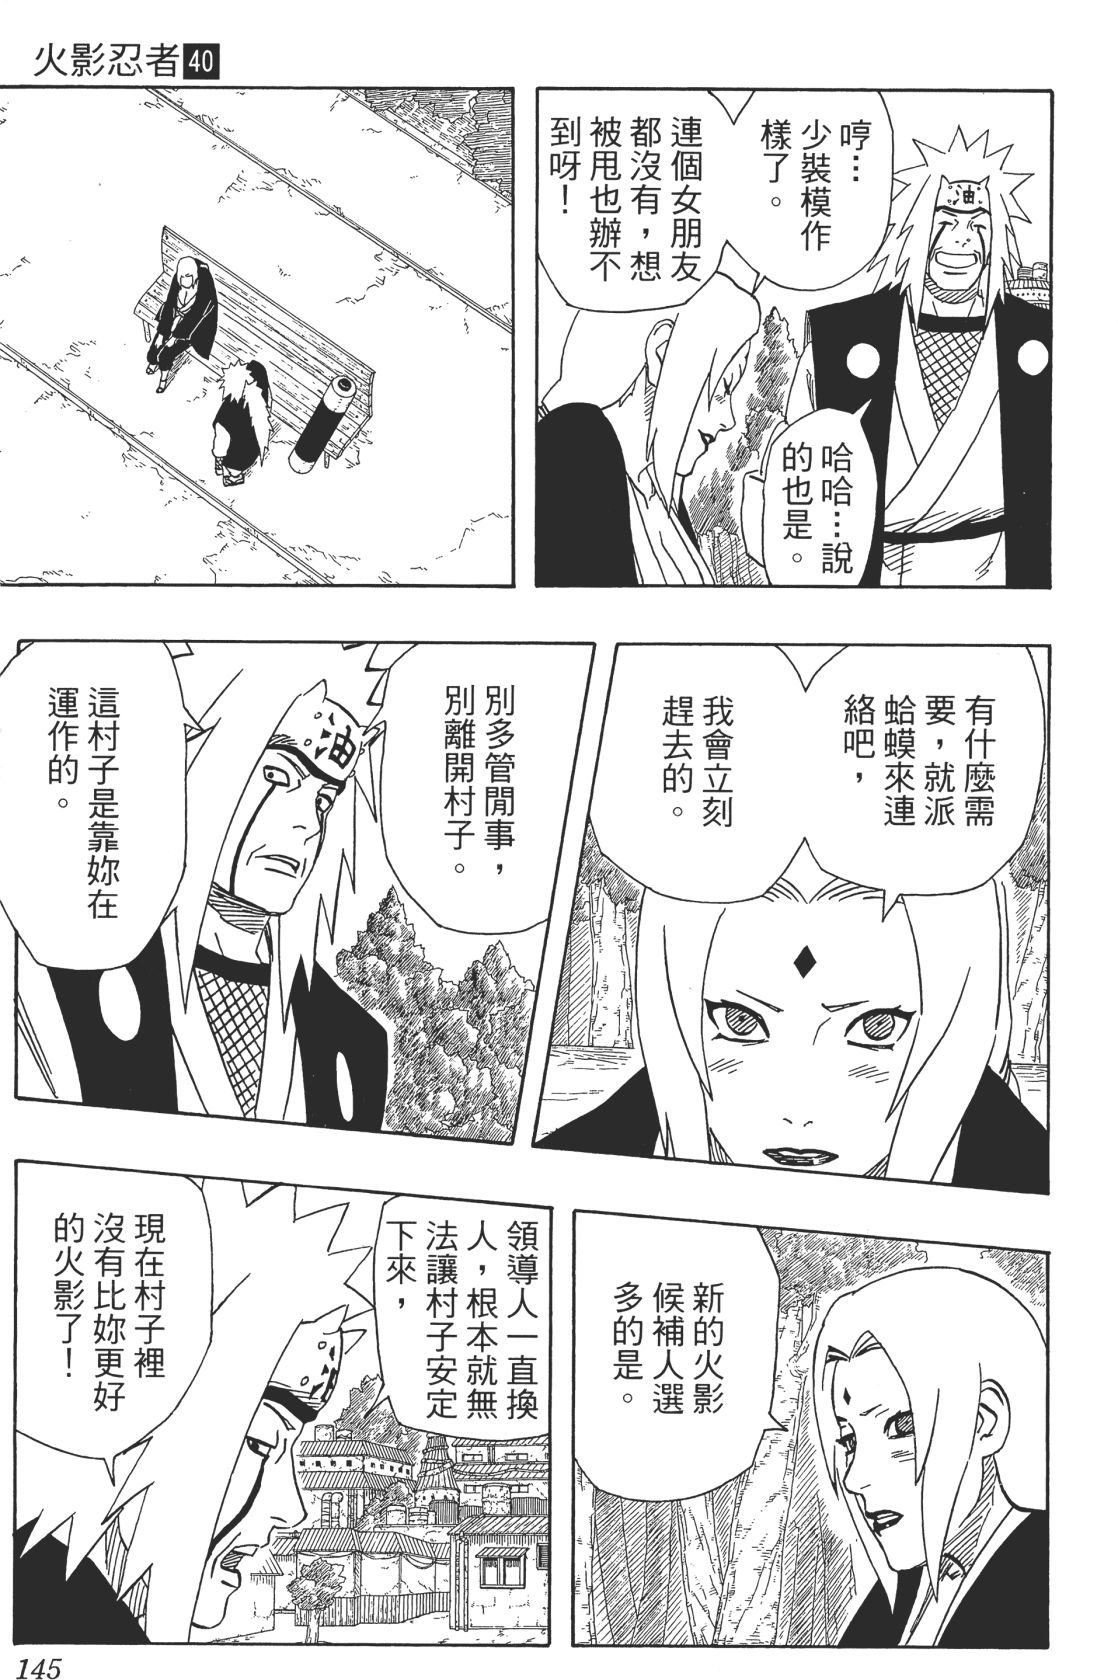 火影忍者 40
哼…
少裝模作
樣了。
連個女朋友
都沒有，想
被甩也辦不
到呀！
哈哈…說
的也是。
有什麼需
要，就派
蛤蟆來連
絡吧，
我會立刻
趕去的。
別多管閒事，
別離開村子。
這村子是靠妳在
運作的。
新的火影
候補人選
多的是。
領導人一直換
人，根本就無
法讓村子安定
下來，
現在村子裡
沒有比妳更好
的火影了！
油
油
145